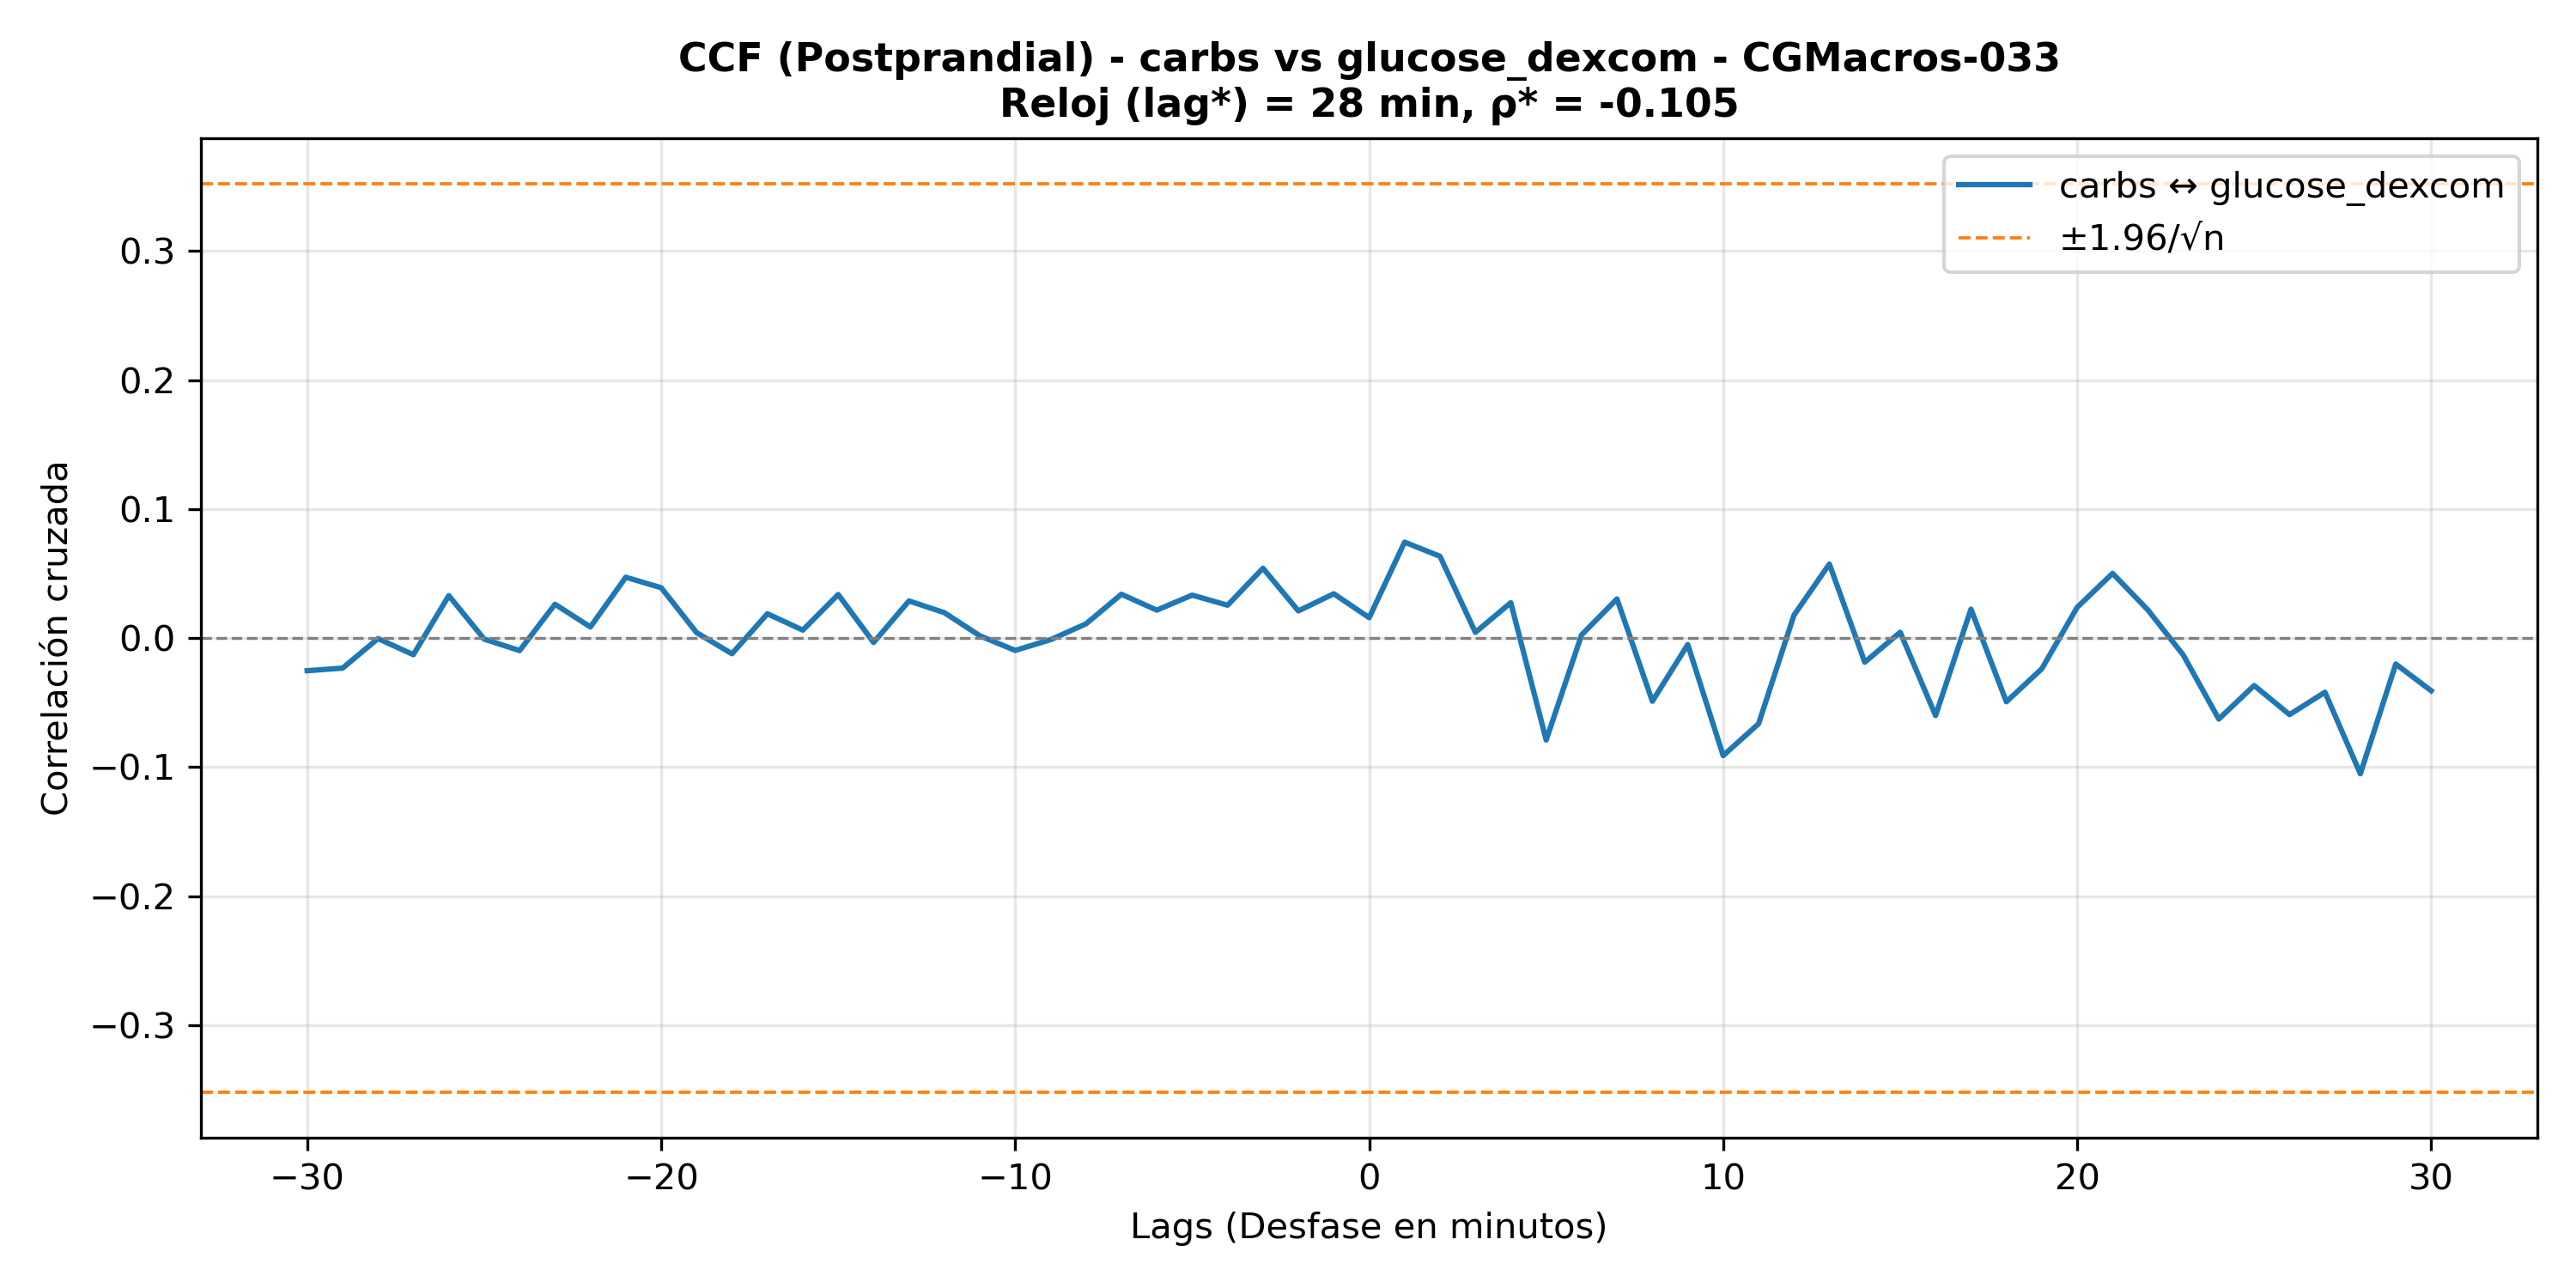 CCF (Postprandial) - carbs vs glucose_dexcom - CGMacros-033
Reloj (lag*) = 28 min, ρ* = -0.105
carbs ↔ glucose_dexcom
±1.96/√n
Correlación cruzada
0.3
0.2
0.1
0.0
−0.1
−0.2
−0.3
−30
−20
−10
0
10
20
30
Lags (Desfase en minutos)